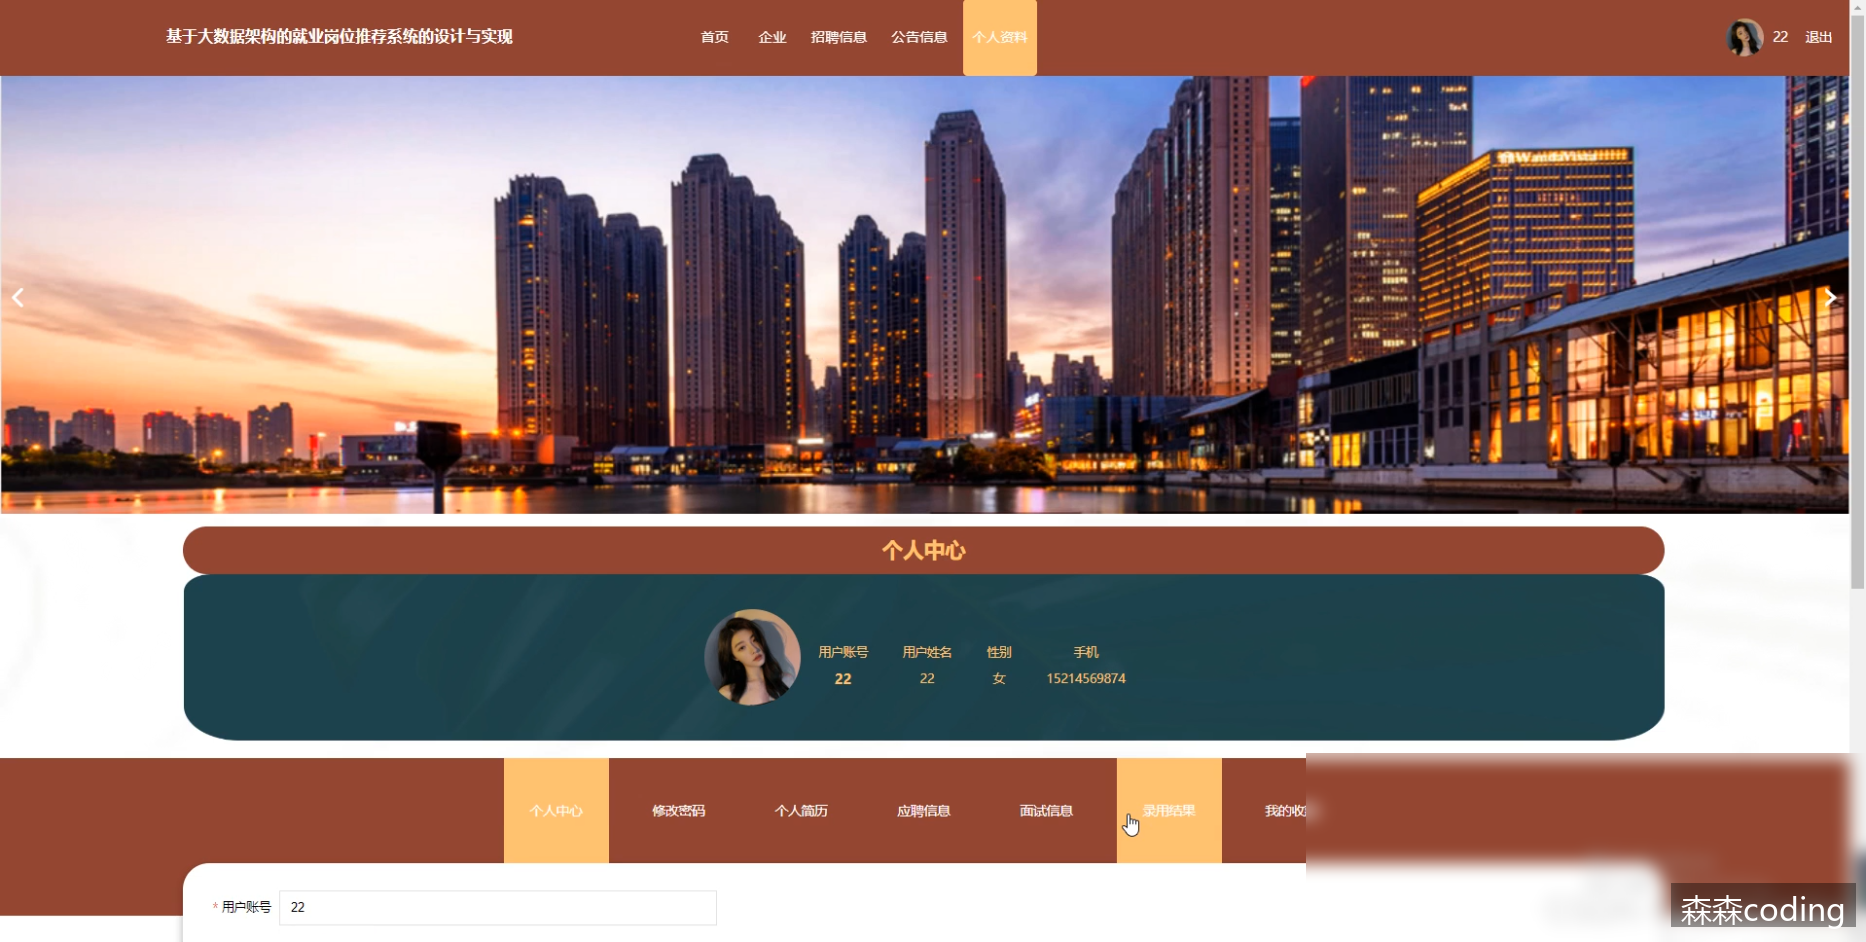 基于大数据架构的就业岗位推荐系统的设计与实现
首页 企业 招聘信息 公告信息 个人资料
22 退出
WandaVista
个人中心
用户账号 用户姓名 性别 手机
22 22 女 15214569874
个人中心 修改密码 个人简历 应聘信息 面试信息 录用结果 我的收
* 用户账号 22
森森coding